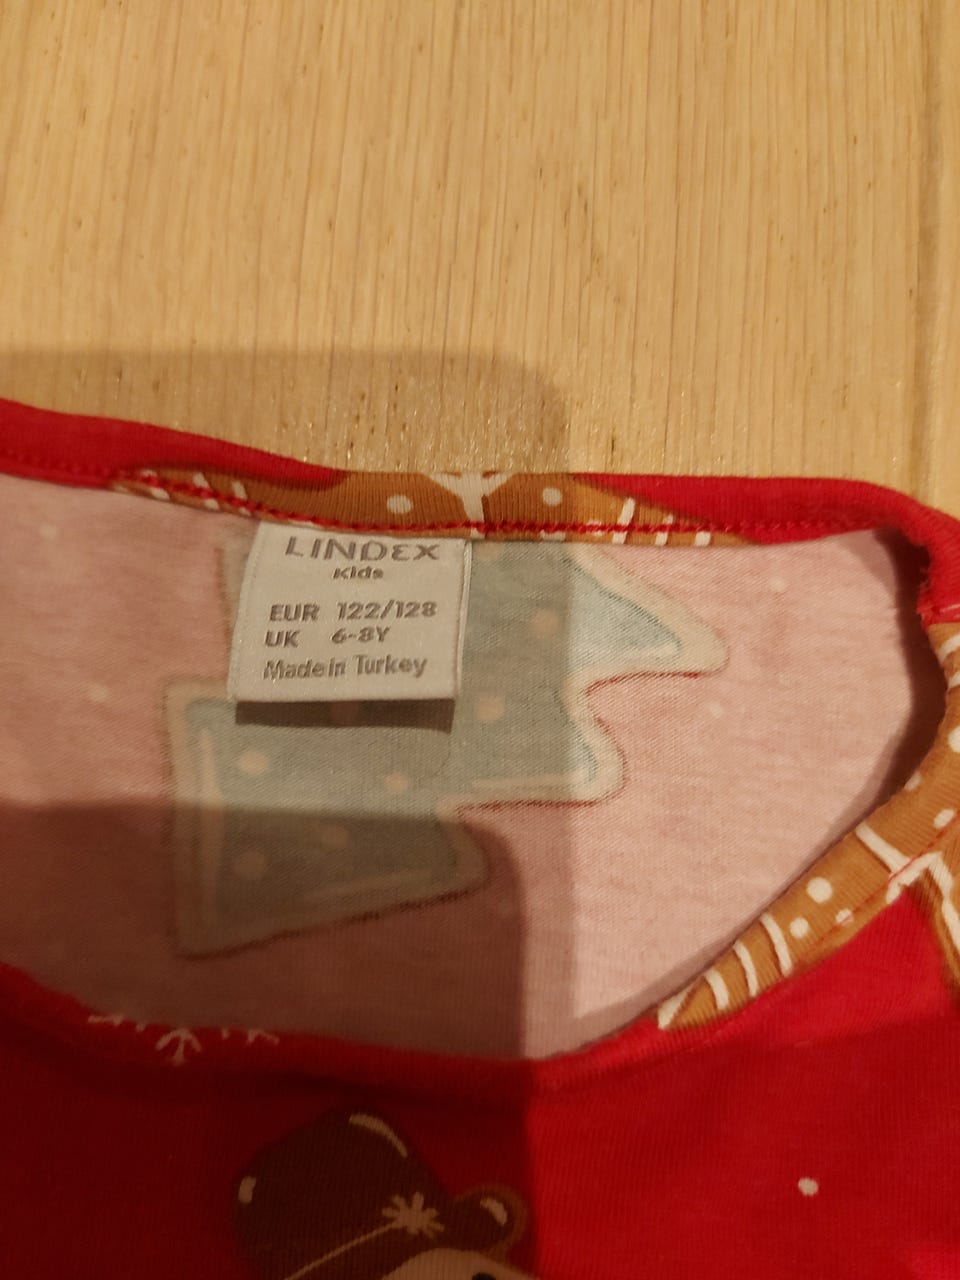 LINDEX
Kids
EUR 122/128
UK 6-8Y
Made in Turkey